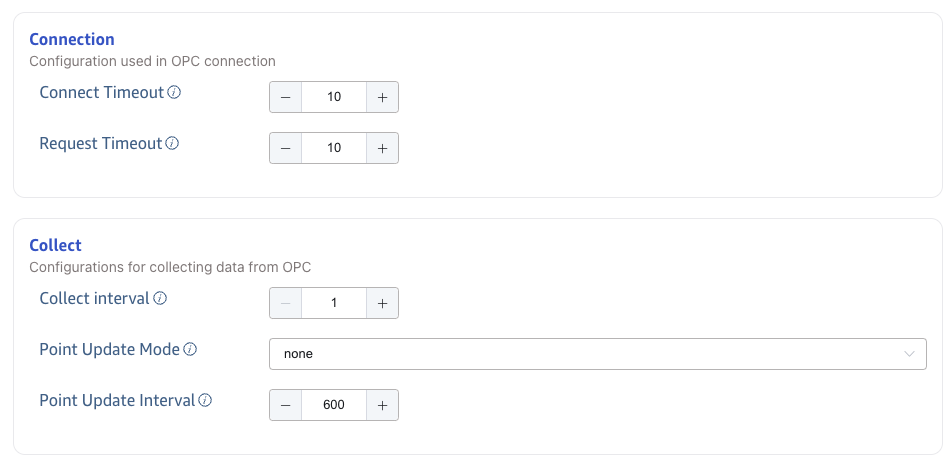 Connection
Configuration used in OPC connection
Connect Timeout
10
Request Timeout
10
Collect
Configurations for collecting data from OPC
Collect interval
1
Point Update Mode
none
Point Update Interval
600